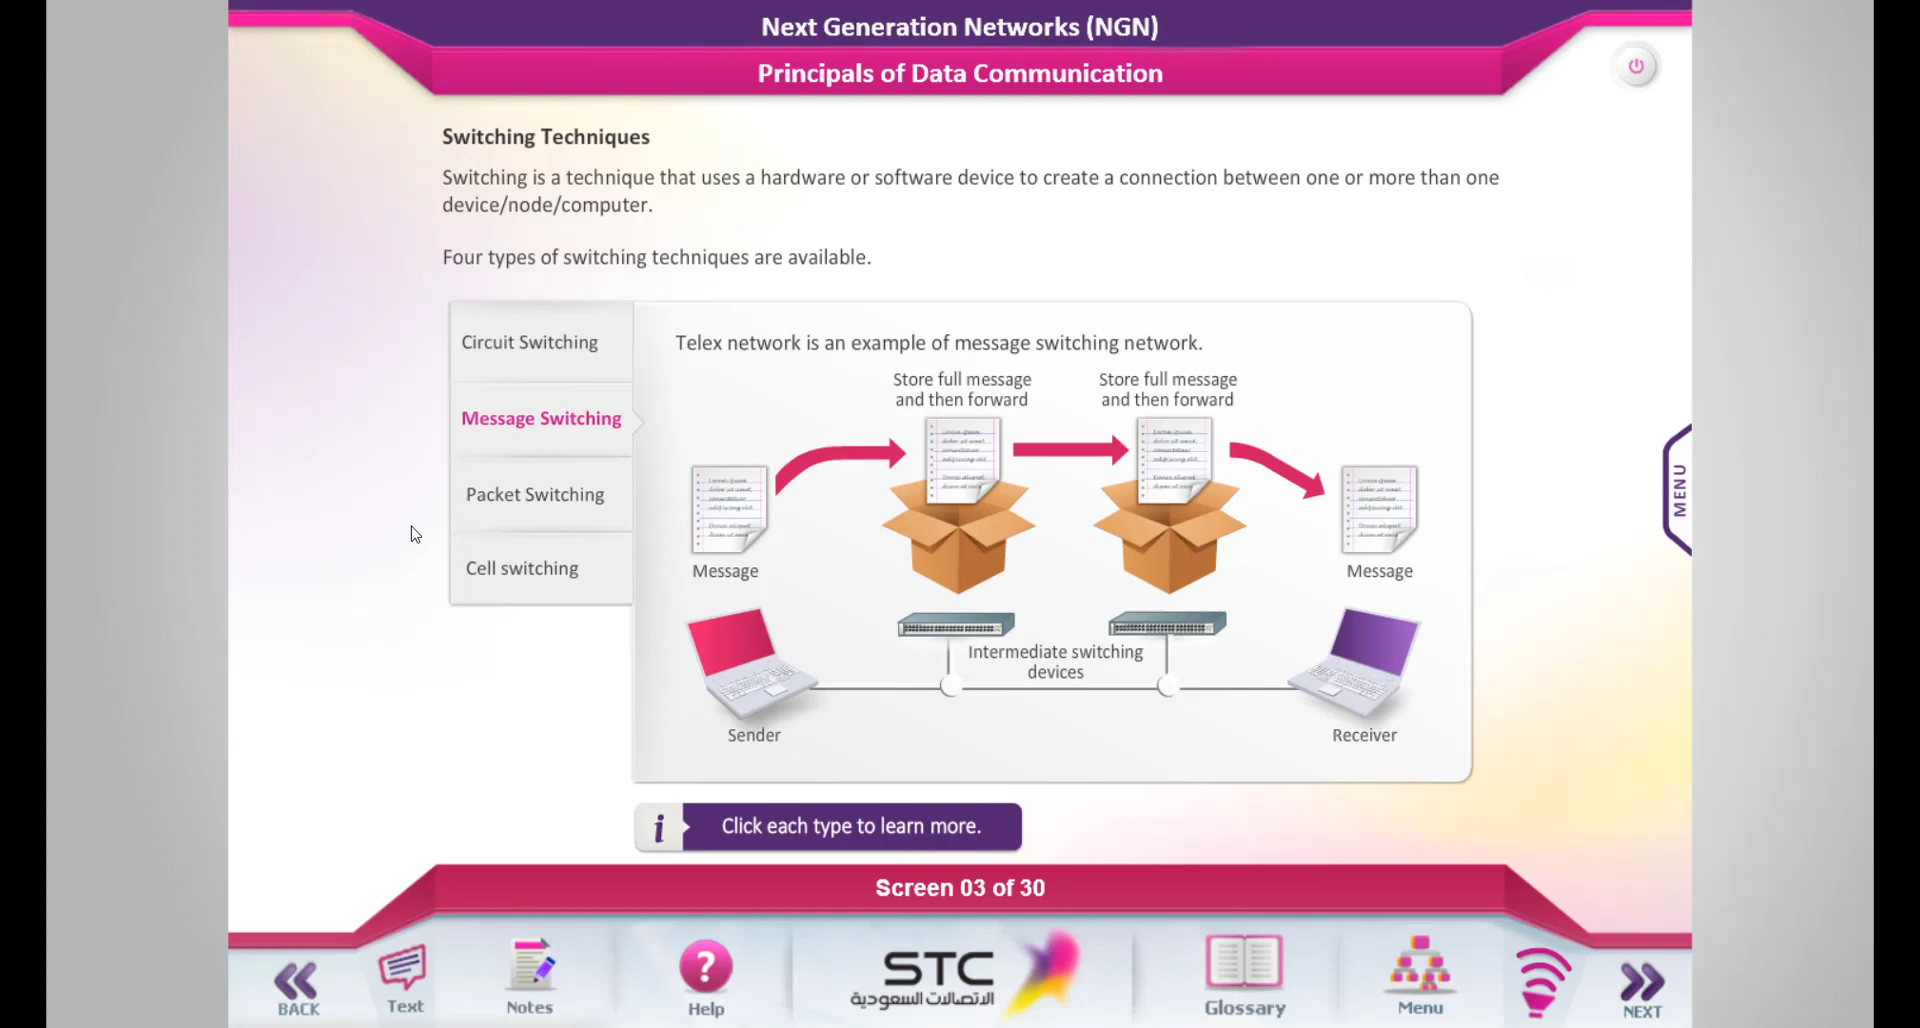 Next Generation Networks (NGN)
Principals of Data Communication
Switching Techniques
Switching is a technique that uses a hardware or software device to create a connection between one or more than one
device/node/computer.
Four types of switching techniques are available.
Circuit Switching
Message Switching
Packet Switching
Cell switching
Telex network is an example of message switching network.
Store full message
and then forward
Store full message
and then forward
Message
Message
Intermediate switching
devices
Sender
Receiver
MENU
i
Click each type to learn more.
Screen 03 of 30
BACK
Text
Notes
?
Help
STC
الاتصالات السعودية
Glossary
Menu
NEXT